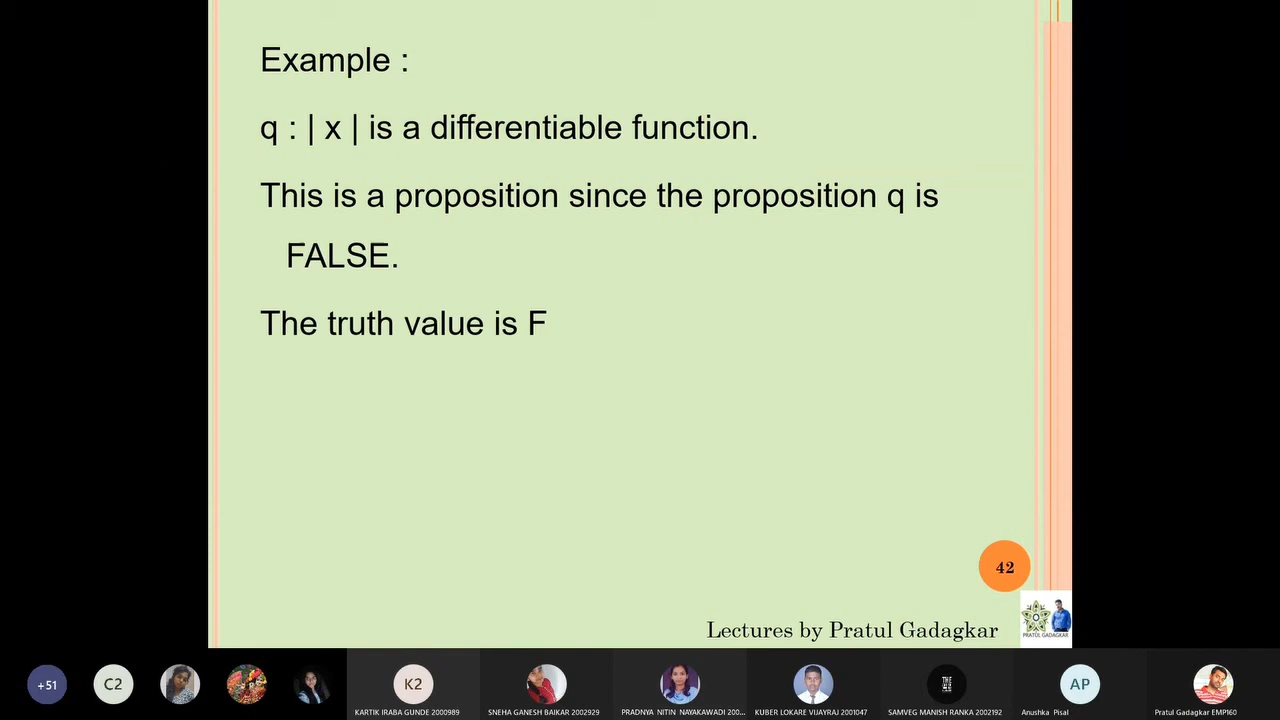 Example :
q : | x | is a differentiable function.
This is a proposition since the proposition q is
FALSE.
The truth value is F
42
Lectures by Pratul Gadagkar
PRATUL GADAGKAR
+51
C2
K2
KARTIK IRABA GUNDE 2000989
SNEHA GANESH BAIKAR 2002929
PRADNYA NITIN NAYAKAWADI 200...
KUBER LOKARE VIJAYRAJ 2001047
SAMVEG MANISH RANKA 2002192
AP
Anushka Pisal
Pratul Gadagkar EMP160